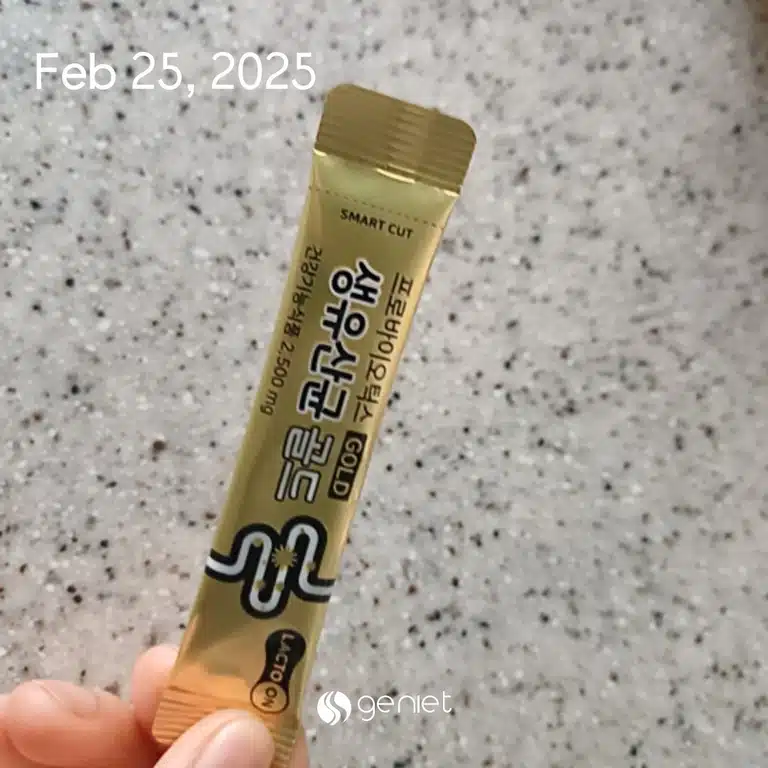 Feb 25, 2025
SMART CUT
프로바이오틱스
생유산균 골드
GOLD
건강기능식품 2,500 mg
LACTO ON
geniet